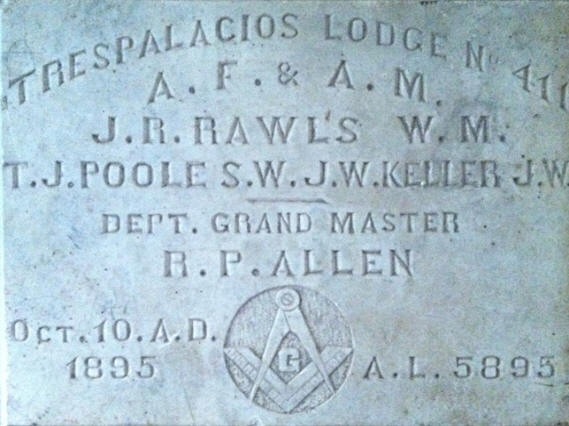 TRESPALACIOS LODGE No 411
A. F. & A. M.
J. R. RAWLS W. M.
T. J. POOLE S. W. J. W. KELLER J. W.
DEPT. GRAND MASTER
R. P. ALLEN
OCT. 10. A. D.
1895
G
A. L. 5895